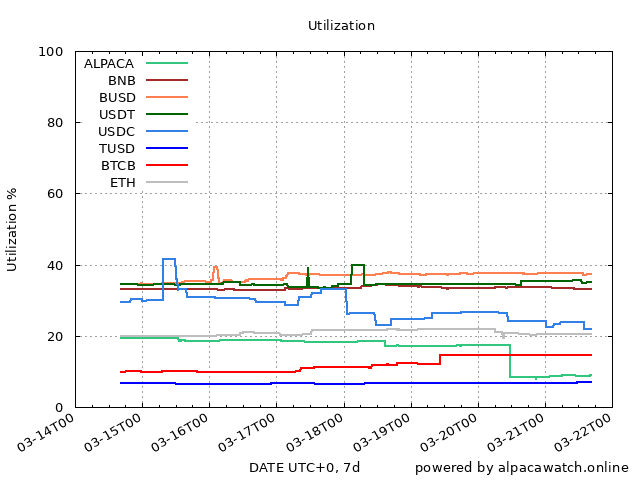 Utilization
100
80
60
40
20
0
Utilization %
ALPACA
BNB
BUSD
USDT
USDC
TUSD
BTCB
ETH
03-14T00
03-15T00
03-16T00
03-17T00
03-18T00
03-19T00
03-20T00
03-21T00
03-22T00
DATE UTC+0, 7d
powered by alpacawatch.online